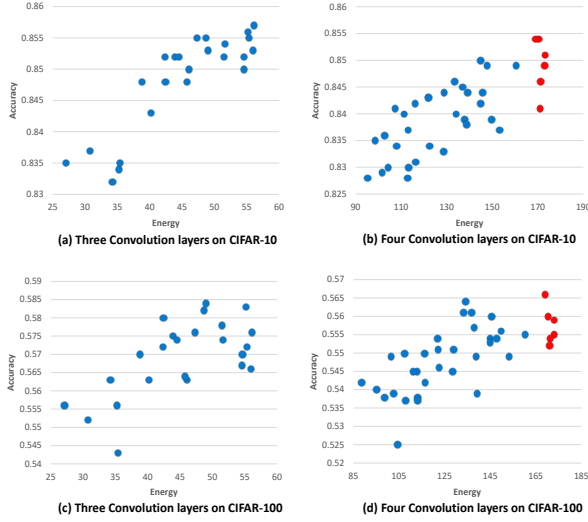 0.86
0.855
0.85
0.845
0.84
0.835
0.83
Accuracy
25 30 35 40 45 50 55 60
Energy
(a) Three Convolution layers on CIFAR-10
0.86
0.855
0.85
0.845
0.84
0.835
0.83
0.825
Accuracy
90 100 110 120 130 140 150 160 170 180 190
Energy
(b) Four Convolution layers on CIFAR-10
0.59
0.585
0.58
0.575
0.57
0.565
0.56
0.555
0.55
0.545
0.54
Accuracy
25 30 35 40 45 50 55 60
Energy
(c) Three Convolution layers on CIFAR-100
0.57
0.565
0.56
0.555
0.55
0.545
0.54
0.535
0.53
0.525
0.52
Accuracy
85 105 125 145 165 185
Energy
(d) Four Convolution layers on CIFAR-100